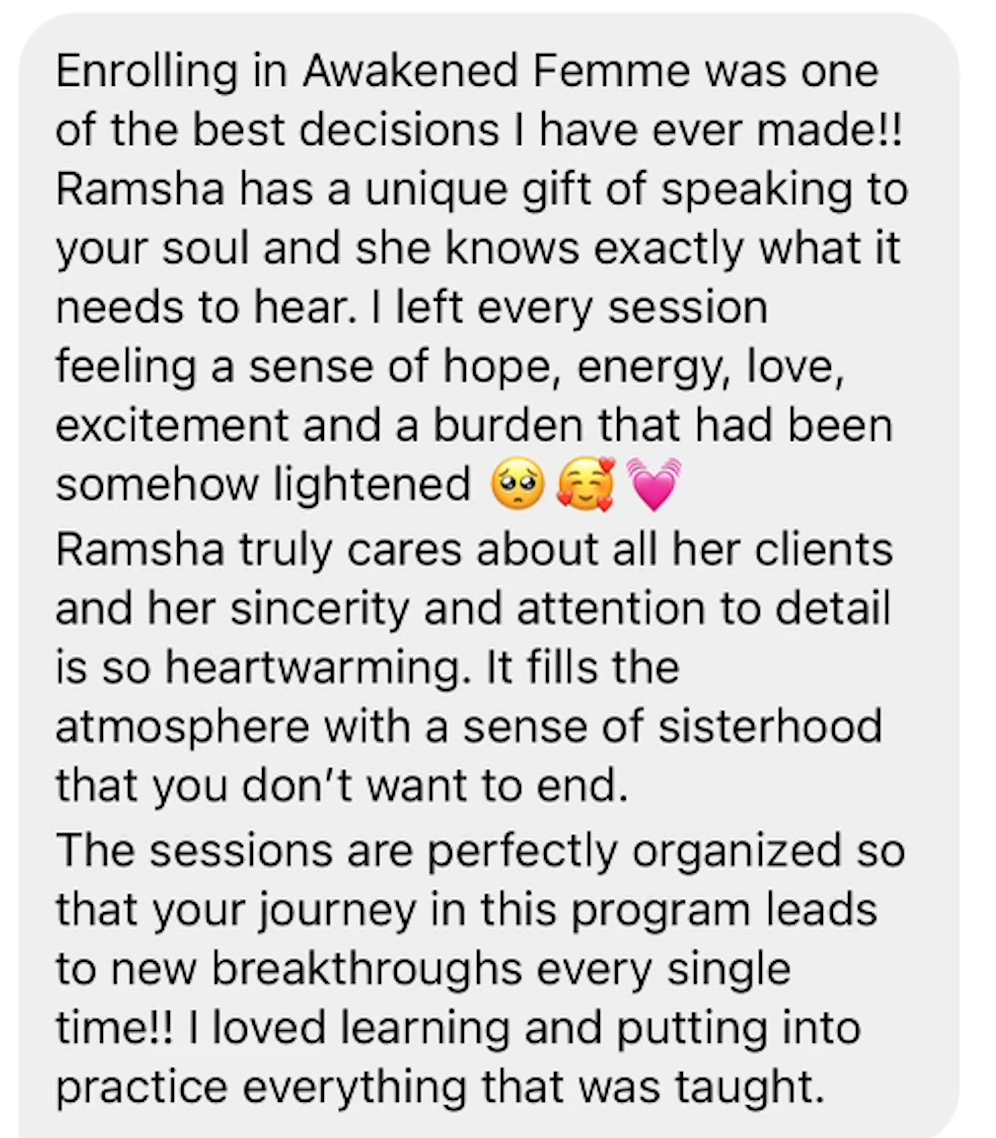 Enrolling in Awakened Femme was one
of the best decisions I have ever made!!
Ramsha has a unique gift of speaking to
your soul and she knows exactly what it
needs to hear. I left every session
feeling a sense of hope, energy, love,
excitement and a burden that had been
somehow lightened 🥺🥰💓
Ramsha truly cares about all her clients
and her sincerity and attention to detail
is so heartwarming. It fills the
atmosphere with a sense of sisterhood
that you don’t want to end.
The sessions are perfectly organized so
that your journey in this program leads
to new breakthroughs every single
time!! I loved learning and putting into
practice everything that was taught.